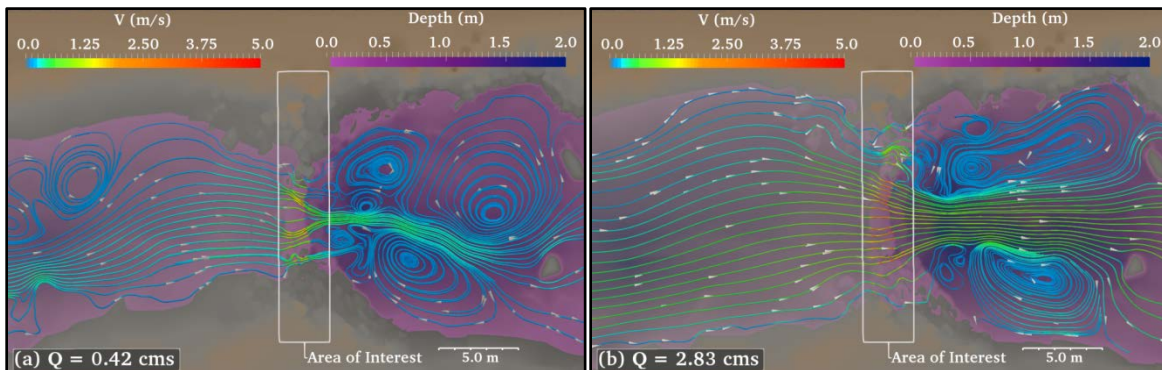 V (m/s) Depth (m)
0.0 1.25 2.50 3.75 5.0 0.0 0.5 1.0 1.5 2.0
(a) Q = 0.42 cms
Area of Interest
5.0 m
V (m/s) Depth (m)
0.0 1.25 2.50 3.75 5.0 0.0 0.5 1.0 1.5 2.0
(b) Q = 2.83 cms
Area of Interest
5.0 m